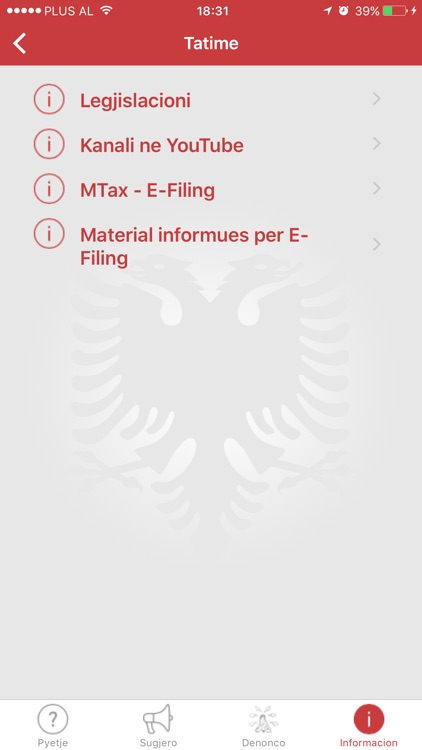 PLUS AL 18:31 39%
Tatime
Legjislacioni
Kanali ne YouTube
MTax - E-Filing
Material informues per E-
Filing
Pyetje Sugjero Denonco Informacion